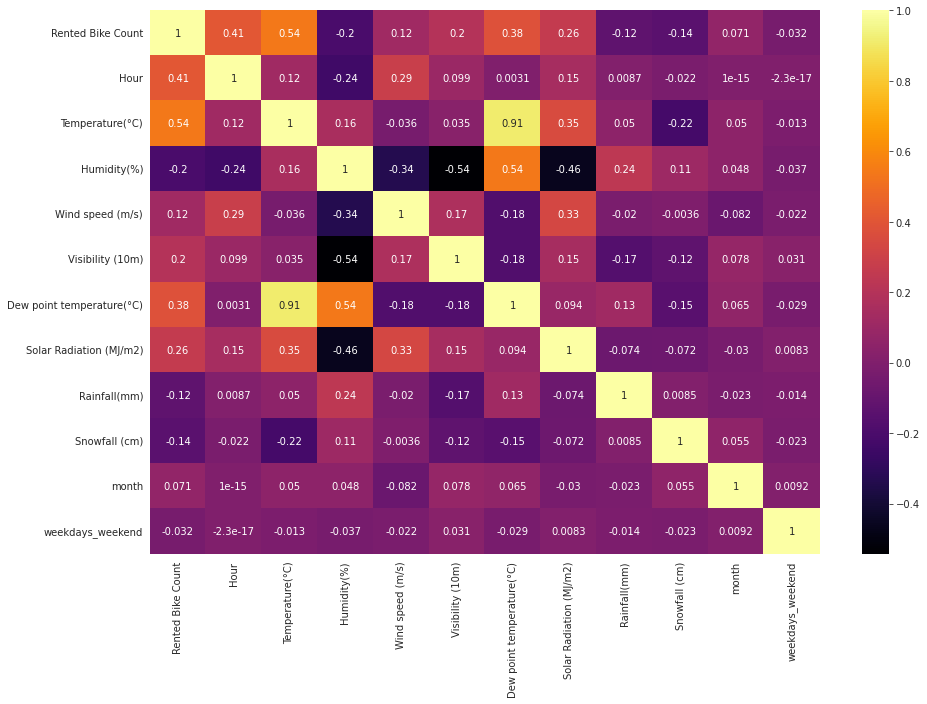 Rented Bike Count 1 0.41 0.54 -0.2 0.12 0.2 0.38 0.26 -0.12 -0.14 0.071 -0.032
Hour 0.41 1 0.12 -0.24 0.29 0.099 0.0031 0.15 0.0087 -0.022 1e-15 -2.3e-17
Temperature(°C) 0.54 0.12 1 0.16 -0.036 0.035 0.91 0.35 0.05 -0.22 0.05 -0.013
Humidity(%) -0.2 -0.24 0.16 1 -0.34 -0.54 0.54 -0.46 0.24 0.11 0.048 -0.037
Wind speed (m/s) 0.12 0.29 -0.036 -0.34 1 0.17 -0.18 0.33 -0.02 -0.0036 -0.082 -0.022
Visibility (10m) 0.2 0.099 0.035 -0.54 0.17 1 -0.18 0.15 -0.17 -0.12 0.078 0.031
Dew point temperature(°C) 0.38 0.0031 0.91 0.54 -0.18 -0.18 1 0.094 0.13 -0.15 0.065 -0.029
Solar Radiation (MJ/m2) 0.26 0.15 0.35 -0.46 0.33 0.15 0.094 1 -0.074 -0.072 -0.03 0.0083
Rainfall(mm) -0.12 0.0087 0.05 0.24 -0.02 -0.17 0.13 -0.074 1 0.0085 -0.023 -0.014
Snowfall (cm) -0.14 -0.022 -0.22 0.11 -0.0036 -0.12 -0.15 -0.072 0.0085 1 0.055 -0.023
month 0.071 1e-15 0.05 0.048 -0.082 0.078 0.065 -0.03 -0.023 0.055 1 0.0092
weekdays_weekend -0.032 -2.3e-17 -0.013 -0.037 -0.022 0.031 -0.029 0.0083 -0.014 -0.023 0.0092 1
Rented Bike Count
Hour
Temperature(°C)
Humidity(%)
Wind speed (m/s)
Visibility (10m)
Dew point temperature(°C)
Solar Radiation (MJ/m2)
Rainfall(mm)
Snowfall (cm)
month
weekdays_weekend
1.0
0.8
0.6
0.4
0.2
0.0
-0.2
-0.4